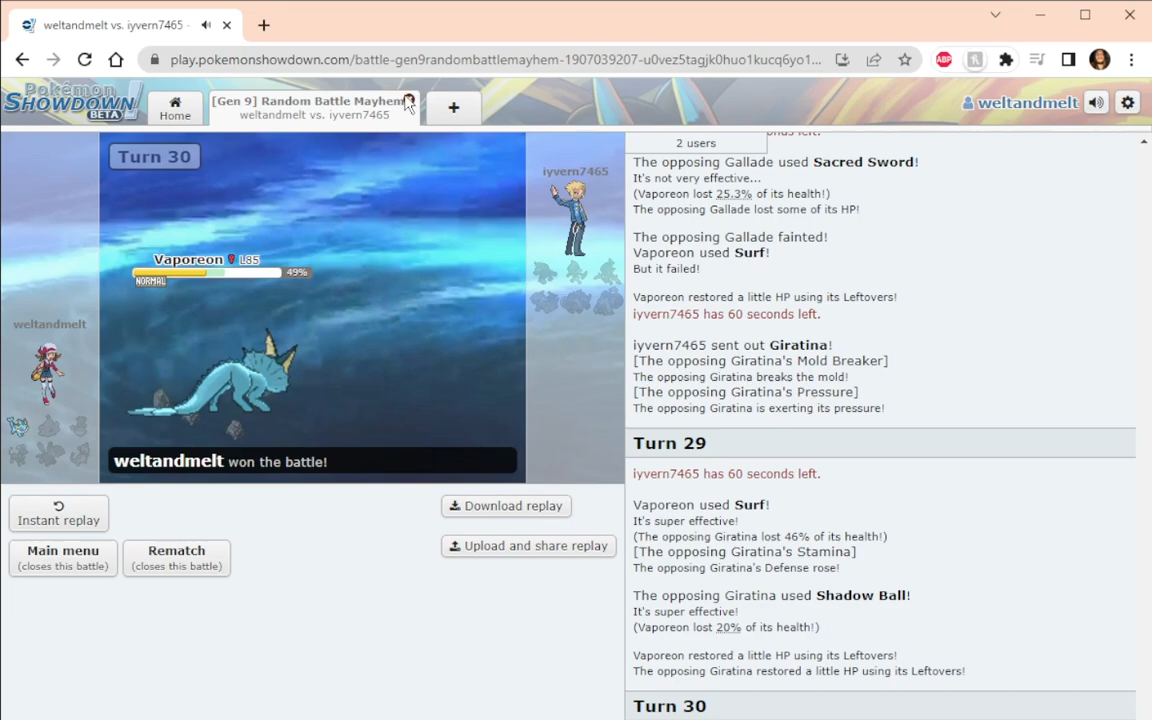 weltandmelt vs. iyvern7465 -
play.pokemonshowdown.com/battle-gen9randombattlemayhem-1907039207-u0vez5tagjk0huo1kucq6yo1...
ABP
Pokémon
SHOWDOWN!
BETA
Home
[Gen 9] Random Battle Mayhem
weltandmelt vs. iyvern7465
+
weltandmelt
Turn 30
iyvern7465
Vaporeon L85
49%
NORMAL
weltandmelt
weltandmelt won the battle!
Instant replay
Download replay
Main menu
(closes this battle)
Rematch
(closes this battle)
Upload and share replay
2 users
onds left.
The opposing Gallade used Sacred Sword!
It's not very effective...
(Vaporeon lost 25.3% of its health!)
The opposing Gallade lost some of its HP!
The opposing Gallade fainted!
Vaporeon used Surf!
But it failed!
Vaporeon restored a little HP using its Leftovers!
iyvern7465 has 60 seconds left.
iyvern7465 sent out Giratina!
[The opposing Giratina's Mold Breaker]
The opposing Giratina breaks the mold!
[The opposing Giratina's Pressure]
The opposing Giratina is exerting its pressure!
Turn 29
iyvern7465 has 60 seconds left.
Vaporeon used Surf!
It's super effective!
(The opposing Giratina lost 46% of its health!)
[The opposing Giratina's Stamina]
The opposing Giratina's Defense rose!
The opposing Giratina used Shadow Ball!
It's super effective!
(Vaporeon lost 20% of its health!)
Vaporeon restored a little HP using its Leftovers!
The opposing Giratina restored a little HP using its Leftovers!
Turn 30